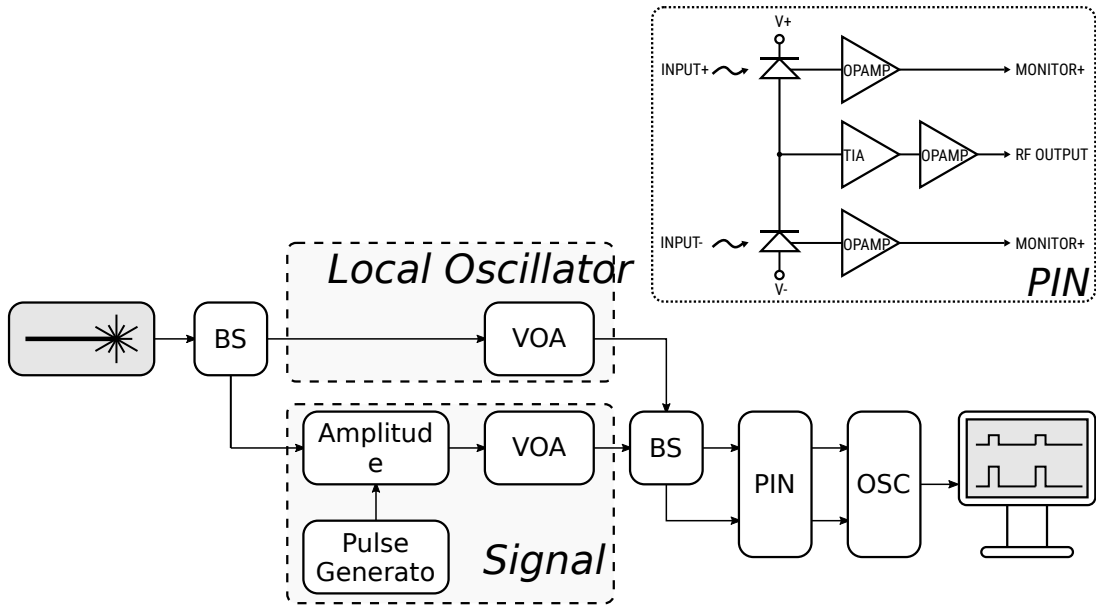 V+
INPUT+
OPAMP
MONITOR+
TIA
OPAMP
RF OUTPUT
INPUT-
OPAMP
MONITOR+
V-
PIN
Local Oscillator
BS
VOA
Amplitud
e
VOA
BS
PIN
OSC
Pulse
Generato
Signal